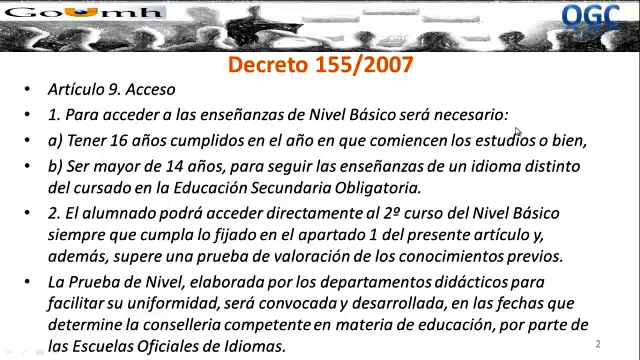 GOUmh
OGC
Decreto 155/2007
• Artículo 9. Acceso
• 1. Para acceder a las enseñanzas de Nivel Básico será necesario:
• a) Tener 16 años cumplidos en el año en que comiencen los estudios o bien,
• b) Ser mayor de 14 años, para seguir las enseñanzas de un idioma distinto
del cursado en la Educación Secundaria Obligatoria.
• 2. El alumnado podrá acceder directamente al 2º curso del Nivel Básico
siempre que cumpla lo fijado en el apartado 1 del presente artículo y,
además, supere una prueba de valoración de los conocimientos previos.
• La Prueba de Nivel, elaborada por los departamentos didácticos para
facilitar su uniformidad, será convocada y desarrollada, en las fechas que
determine la conselleria competente en materia de educación, por parte de
las Escuelas Oficiales de Idiomas.
2